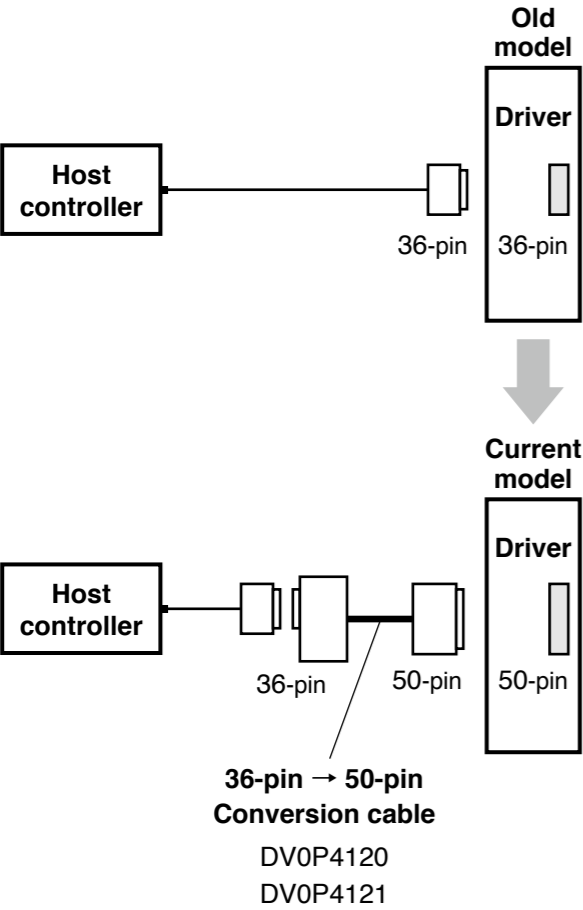 Old
model
Driver
Host
controller
36-pin
36-pin
Current
model
Driver
Host
controller
36-pin
50-pin
50-pin
36-pin → 50-pin
Conversion cable
DV0P4120
DV0P4121